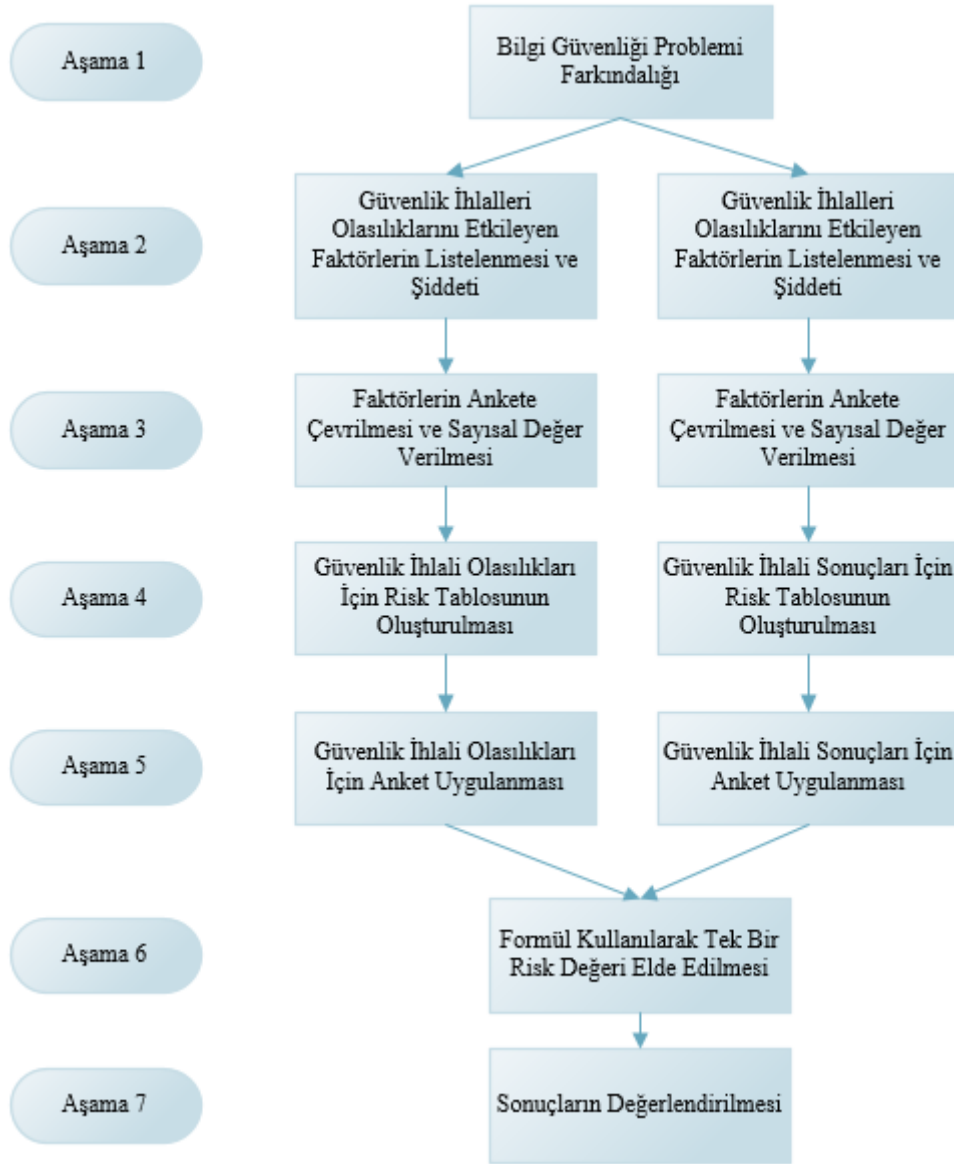 Aşama 1
Bilgi Güvenliği Problemi
Farkındalığı
Aşama 2
Güvenlik İhlalleri
Olasılıklarını Etkileyen
Faktörlerin Listelenmesi ve
Şiddeti
Güvenlik İhlalleri
Olasılıklarını Etkileyen
Faktörlerin Listelenmesi ve
Şiddeti
Aşama 3
Faktörlerin Ankete
Çevrilmesi ve Sayısal Değer
Verilmesi
Faktörlerin Ankete
Çevrilmesi ve Sayısal Değer
Verilmesi
Aşama 4
Güvenlik İhlali Olasılıkları
İçin Risk Tablosunun
Oluşturulması
Güvenlik İhlali Sonuçları İçin
Risk Tablosunun
Oluşturulması
Aşama 5
Güvenlik İhlali Olasılıkları
İçin Anket Uygulanması
Güvenlik İhlali Sonuçları İçin
Anket Uygulanması
Aşama 6
Formül Kullanılarak Tek Bir
Risk Değeri Elde Edilmesi
Aşama 7
Sonuçların Değerlendirilmesi